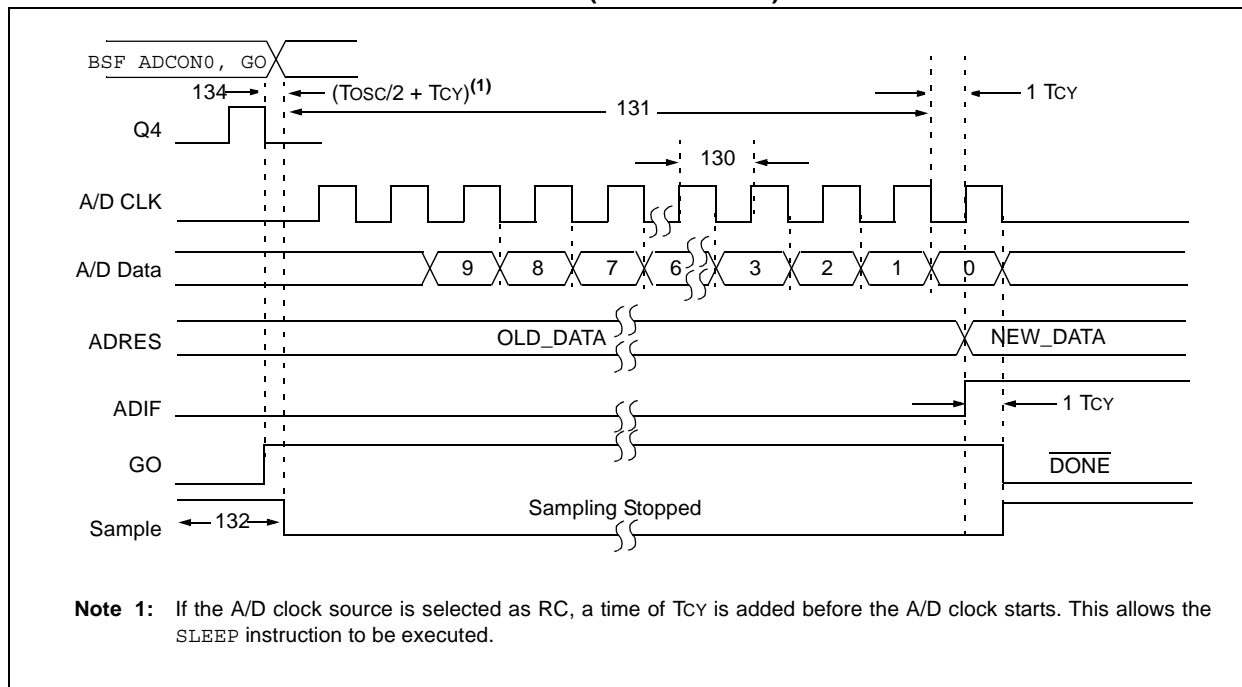 BSF ADCON0, GO
134 (TOSC/2 + TCY)(1) 1 TCY
131
Q4
130
A/D CLK
A/D Data 9 8 7 6 3 2 1 0
ADRES OLD_DATA NEW_DATA
ADIF 1 TCY
GO DONE
Sampling Stopped
Sample 132
Note 1: If the A/D clock source is selected as RC, a time of TCY is added before the A/D clock starts. This allows the
SLEEP instruction to be executed.